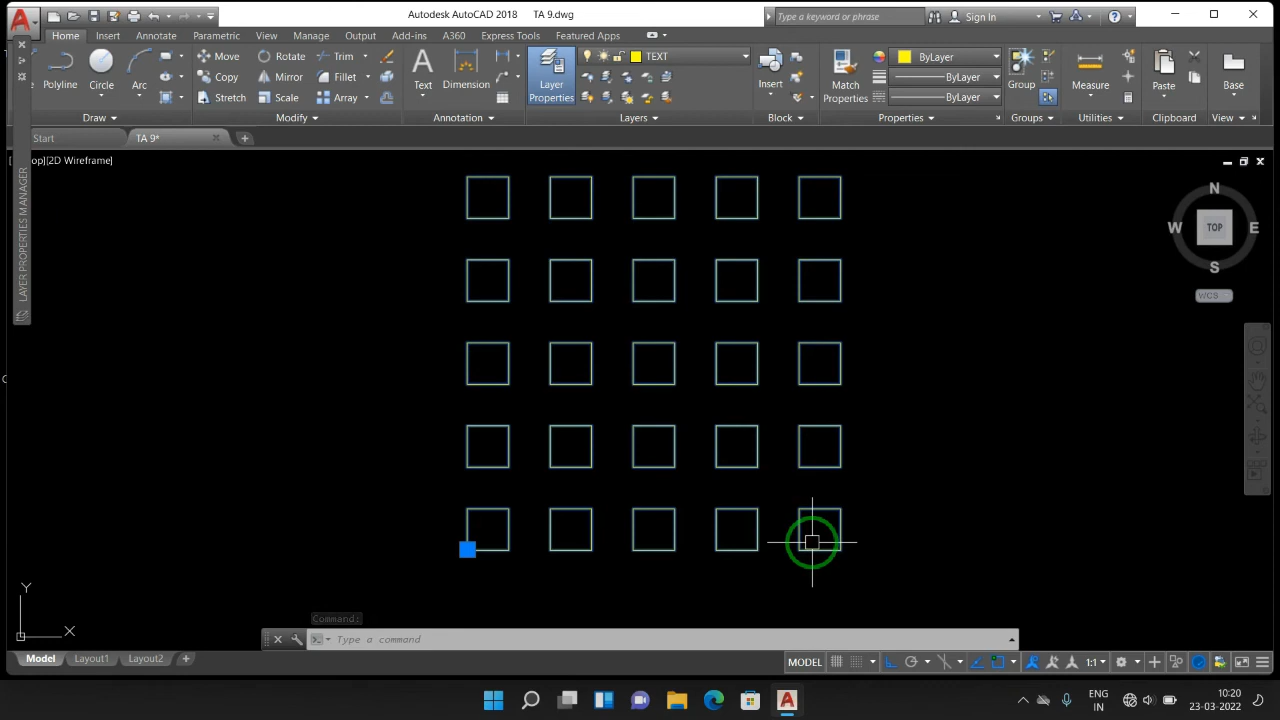 Autodesk AutoCAD 2018 TA 9.dwg
Type a keyword or phrase
Sign In
Home Insert Annotate Parametric View Manage Output Add-ins A360 Express Tools Featured Apps
Polyline Circle Arc
Move Rotate Trim
Copy Mirror Fillet
Stretch Scale Array
Text Dimension
Layer
Properties
TEXT
Insert
Match
Properties
ByLayer
ByLayer
ByLayer
Group
Measure
Paste
Base
Draw Modify Annotation Layers Block Properties Groups Utilities Clipboard View
Start TA 9*
op][2D Wireframe]
LAYER PROPERTIES MANAGER
N
W TOP E
S
WCS
Y
X
Command:
Type a command
Model Layout1 Layout2
MODEL 1:1
ENG
IN
10:20
23-03-2022